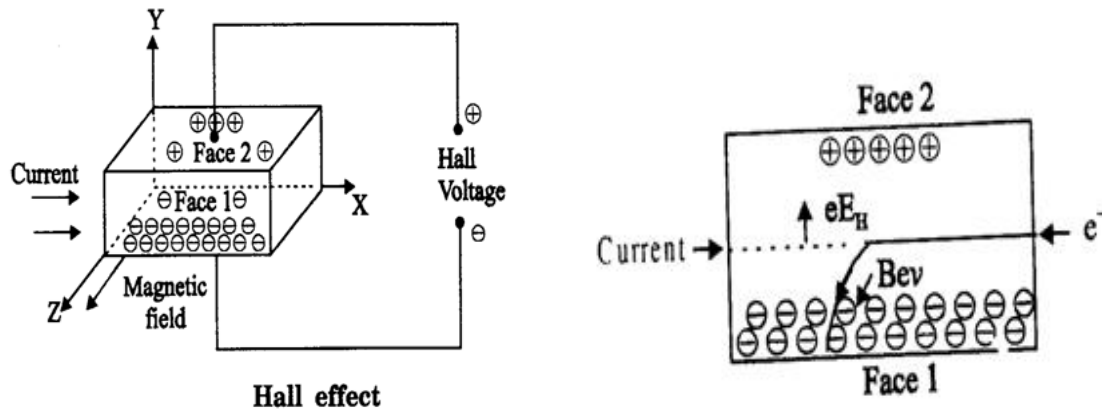 Y
⊕⊕⊕
⊕ Face 2 ⊕
⊕
Hall
Voltage
⊖
Current
X
⊖ Face 1 ⊖
⊖⊖⊖⊖⊖⊖⊖⊖
⊖⊖⊖⊖⊖⊖⊖⊖⊖
Z
Magnetic
field
Hall effect
Face 2
⊕⊕⊕⊕⊕
eE_H
Current
e⁻
Bev
⊖⊖⊖⊖⊖⊖⊖⊖⊖
⊖⊖⊖⊖⊖⊖⊖⊖⊖⊖
Face 1